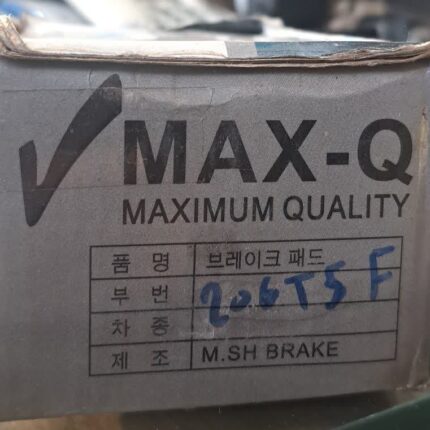 MAX-Q
MAXIMUM QUALITY
품 명 브레이크 패드
부 번 206T5 F
차 종
제 조 M.SH BRAKE